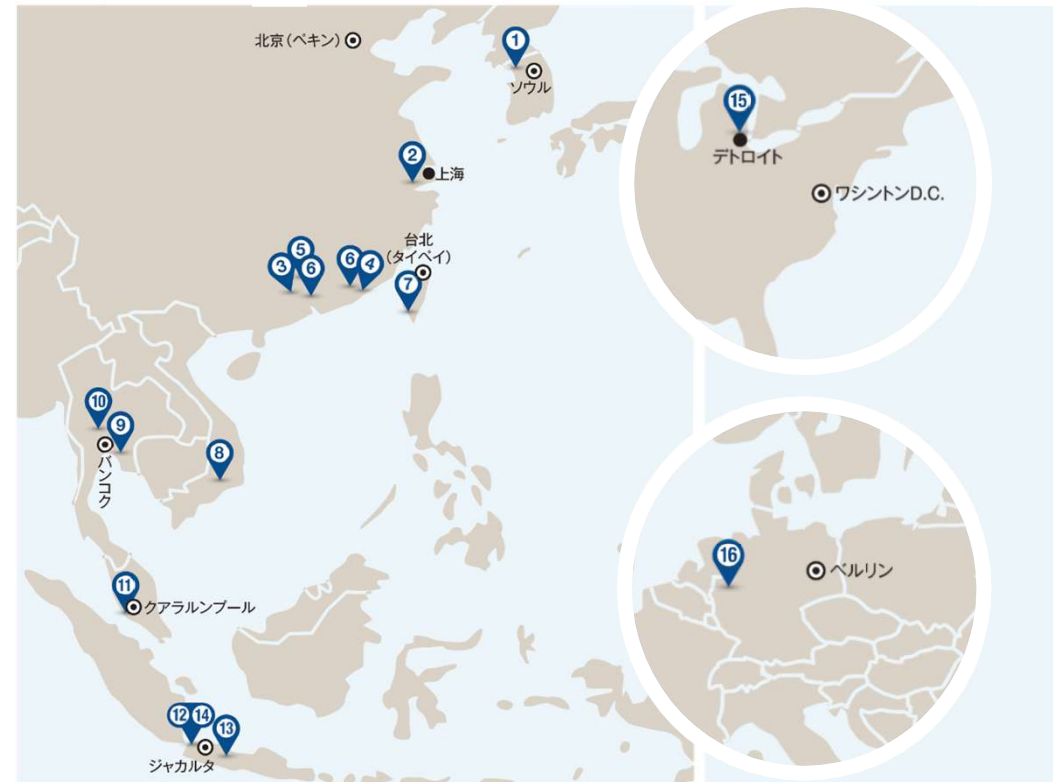 北京（ペキン）
1
ソウル
2
上海
台北
（タイペイ）
3
5
6
6
4
7
10
9
バンコク
8
11
クアラルンプール
12
14
13
ジャカルタ
15
デトロイト
ワシントンD.C.
16
ベルリン